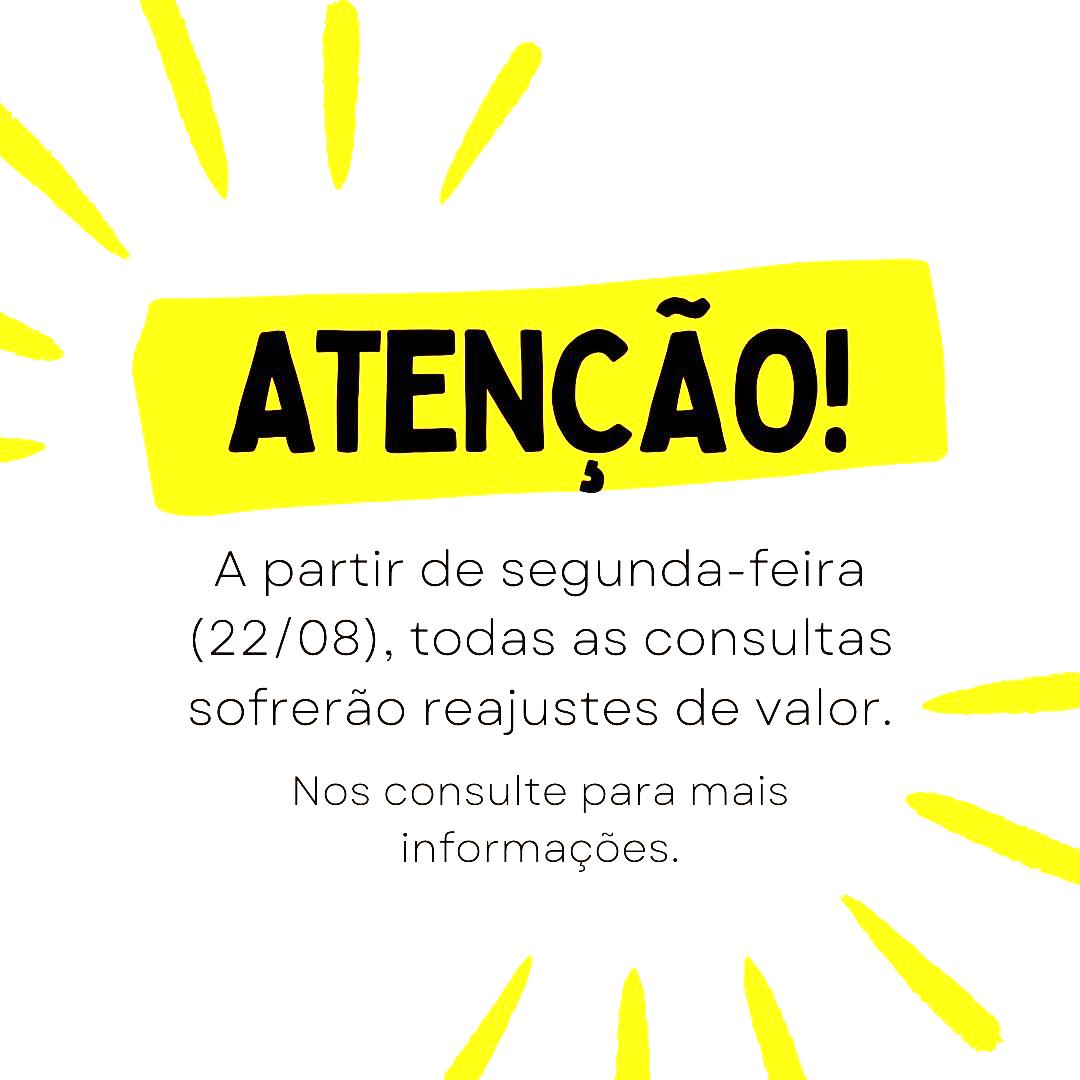 ATENÇÃO!
A partir de segunda-feira
(22/08), todas as consultas
sofrerão reajustes de valor.
Nos consulte para mais
informações.